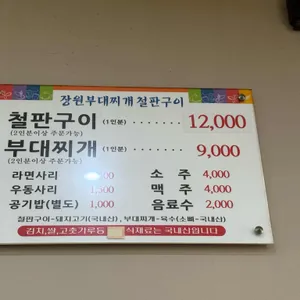 장원부대찌개철판구이
철판구이 (1인분) ······· 12,000
(2인분이상 주문가능)
부대찌개 (1인분) ······· 9,000
(2인분이상 주문가능)
라면사리 소 주 4,000
우동사리 맥 주 4,000
공기밥(별도) 1,000 음료수 2,000
철판구이-돼지고기(국내산), 부대찌개-육수(소뼈-국내산)
김치,쌀,고춧가루등 식재료는 국내산입니다